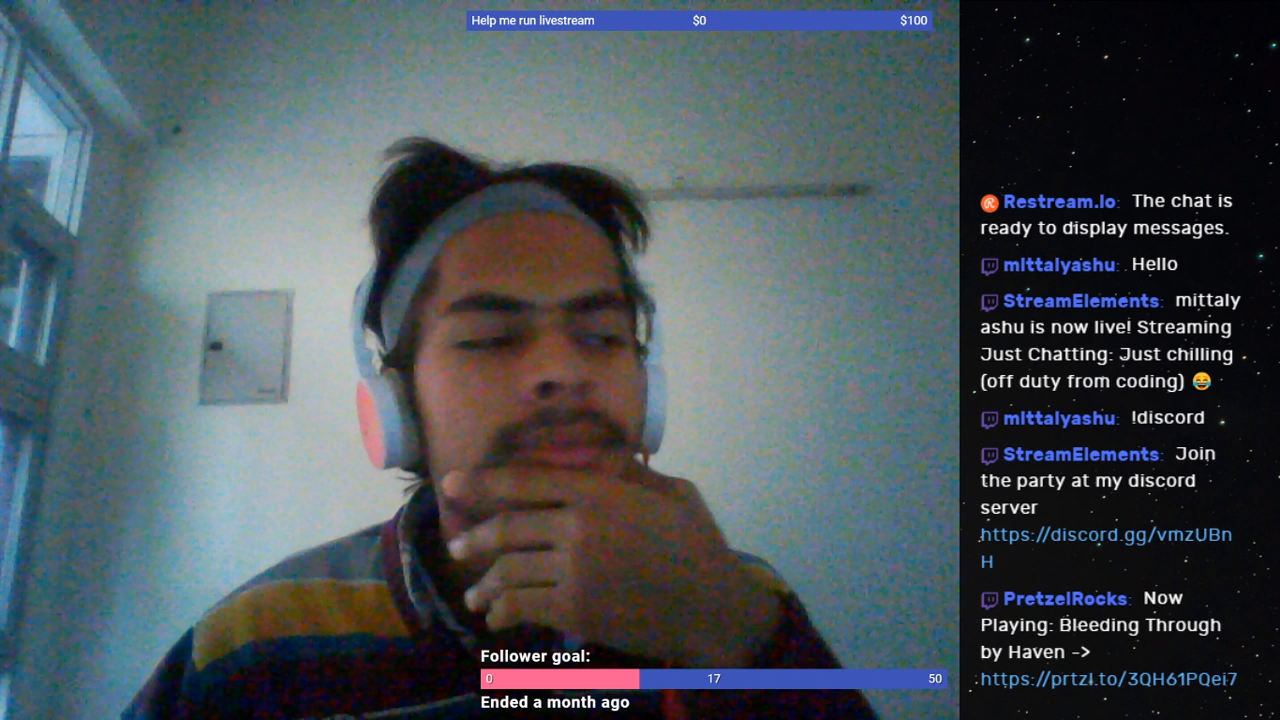 Help me run livestream $0 $100
Restream.io: The chat is
ready to display messages.
mittalyashu: Hello
StreamElements: mittaly
ashu is now live! Streaming
Just Chatting: Just chilling
(off duty from coding) 😂
mittalyashu: !discord
StreamElements: Join
the party at my discord
server
https://discord.gg/vmzUBn
H
PretzelRocks: Now
Playing: Bleeding Through
by Haven ->
https://prtzl.to/3QH61PQei7
Follower goal:
0 17 50
Ended a month ago